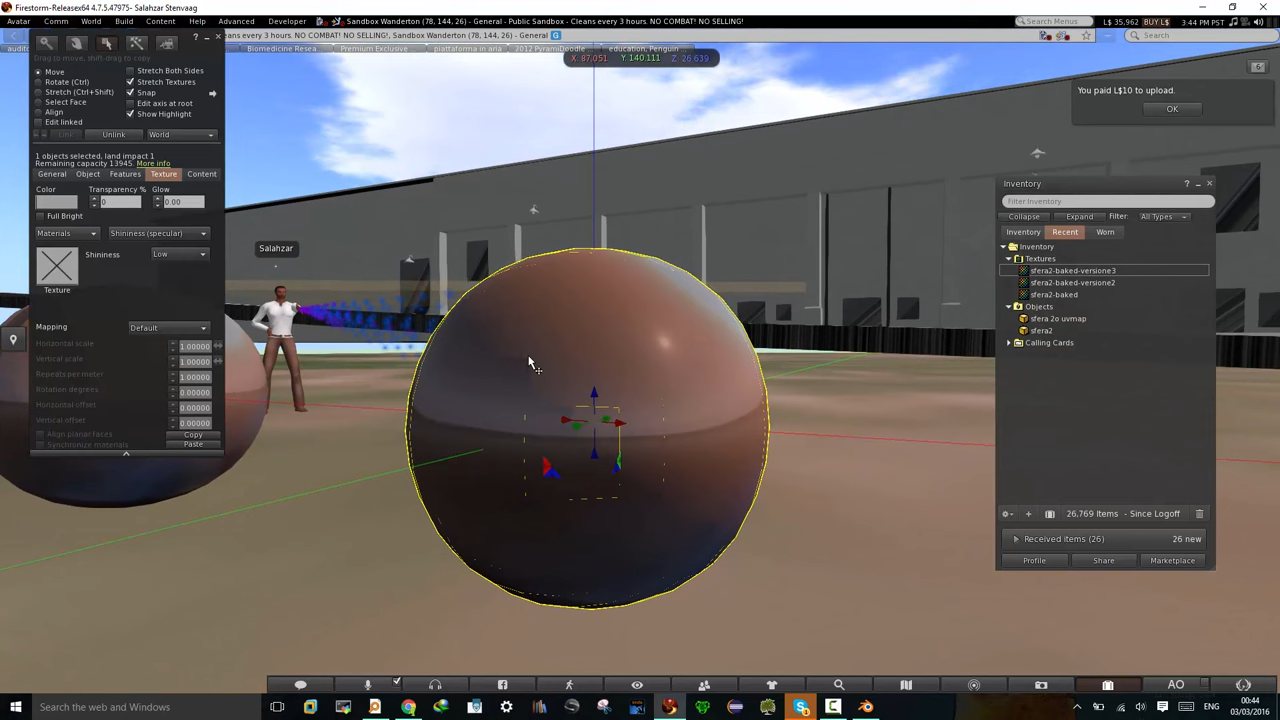 Firestorm-Releasex64 4.7.5.47975- Salahzar Stenvaag
Avatar Comm World Build Content Help Advanced Developer Sandbox Wanderton (78, 144, 26) - General - Public Sandbox - Cleans every 3 hours. NO COMBAT! NO SELLING! Search Menus L$ 35,962 BUY L$ 3:44 PM PST
eans every 3 hours. NO COMBAT! NO SELLING!, Sandbox Wanderton (78, 144, 26) - General G Search
audito Biomedicine Resea... Premium Exclusive piattaforma in aria 2012 PyramiDoodle education, Penguin...
Drag to move, shift-drag to copy
X: 87.051 Y: 140.111 Z: 26.639
6
Move Stretch Both Sides
Rotate (Ctrl) Stretch Textures
Stretch (Ctrl+Shift) Snap
Select Face Edit axis at root
Align Show Highlight
Edit linked
Link Unlink World
1 objects selected, land impact 1
Remaining capacity 13945. More info
General Object Features Texture Content
Color Transparency % Glow
0 0.00
Full Bright
Materials Shininess (specular)
Shininess Low
Texture
Mapping Default
Horizontal scale 1.00000
Vertical scale 1.00000
Repeats per meter 1.00000
Rotation degrees 0.00000
Horizontal offset 0.00000
Vertical offset 0.00000
Align planar faces Copy
Synchronize materials Paste
Salahzar
You paid L$10 to upload.
OK
Inventory
Filter Inventory
Collapse Expand Filter: All Types
Inventory Recent Worn
Inventory
Textures
sfera2-baked-versione3
sfera2-baked-versione2
sfera2-baked
Objects
sfera 2o uvmap
sfera2
Calling Cards
26,769 Items - Since Logoff
Received Items (26) 26 new
Profile Share Marketplace
AO
Search the web and Windows
ENG
00:44
03/03/2016